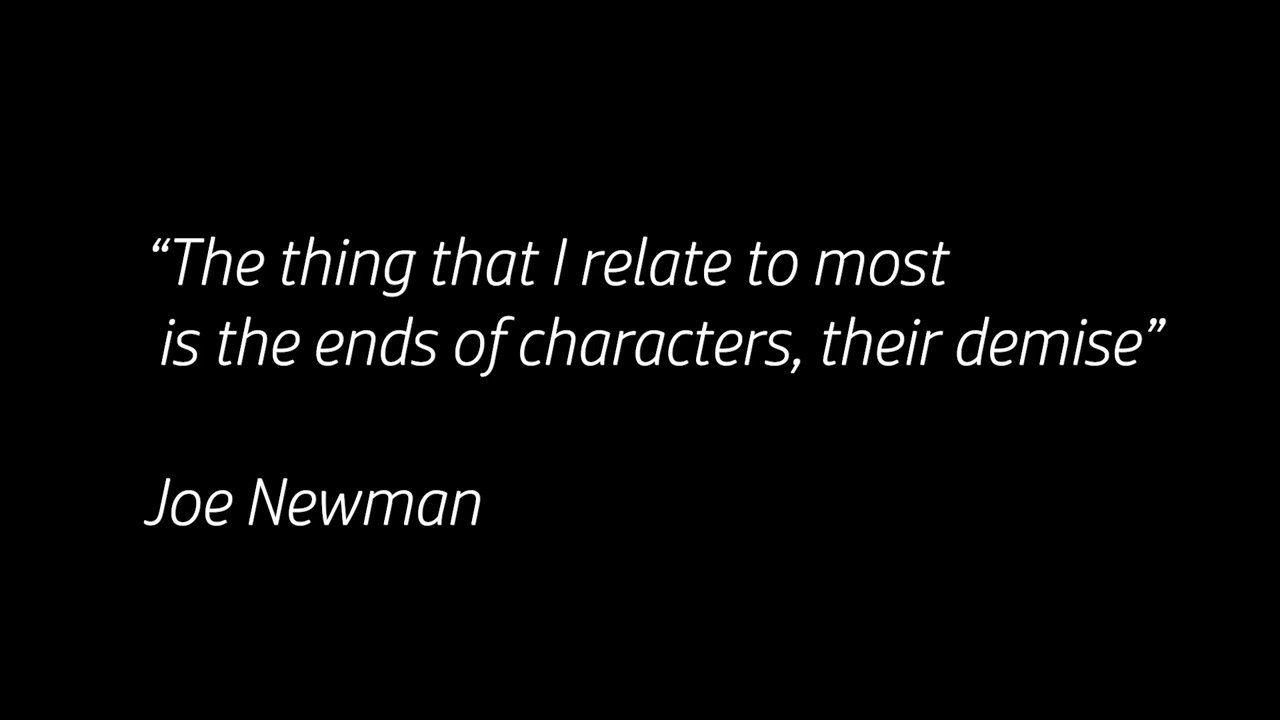 “The thing that I relate to most
is the ends of characters, their demise”
Joe Newman